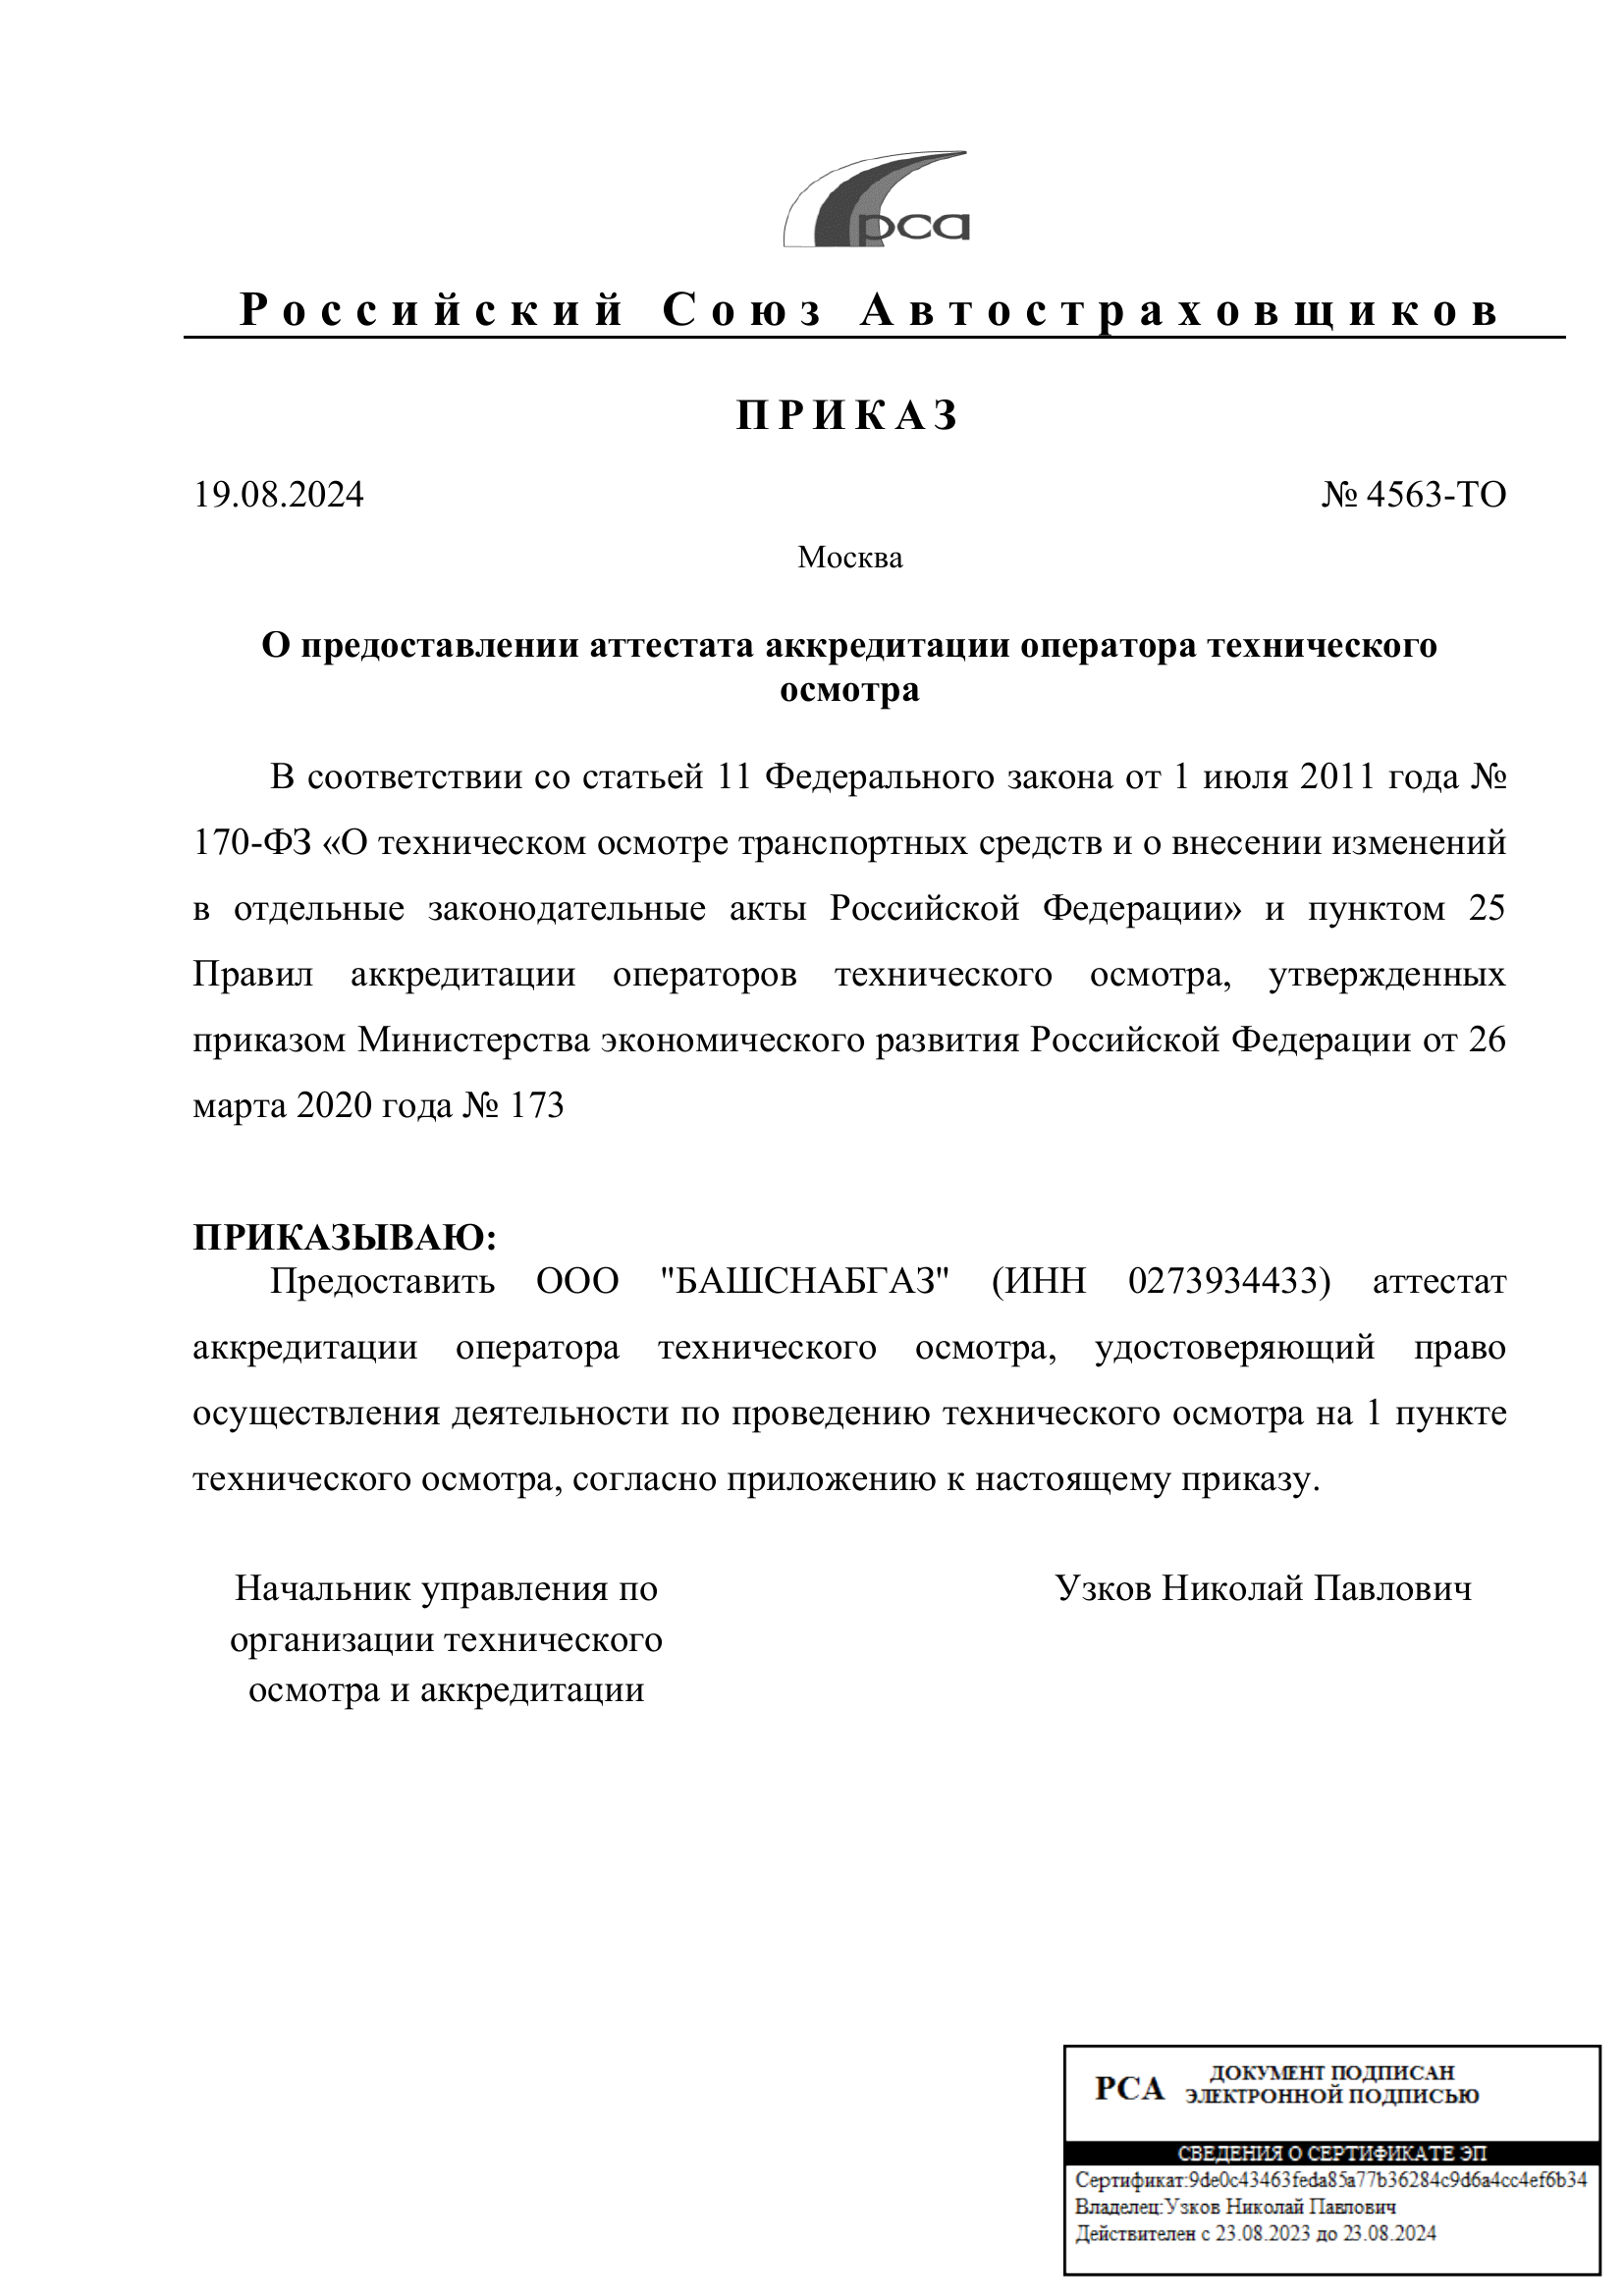 рса
Российский Союз Автостраховщиков
ПРИКАЗ
19.08.2024 № 4563-ТО
Москва
О предоставлении аттестата аккредитации оператора технического
осмотра
В соответствии со статьей 11 Федерального закона от 1 июля 2011 года №
170-ФЗ «О техническом осмотре транспортных средств и о внесении изменений
в отдельные законодательные акты Российской Федерации» и пунктом 25
Правил аккредитации операторов технического осмотра, утвержденных
приказом Министерства экономического развития Российской Федерации от 26
марта 2020 года № 173
ПРИКАЗЫВАЮ:
Предоставить ООО "БАШСНАБГАЗ" (ИНН 0273934433) аттестат
аккредитации оператора технического осмотра, удостоверяющий право
осуществления деятельности по проведению технического осмотра на 1 пункте
технического осмотра, согласно приложению к настоящему приказу.
Начальник управления по Узков Николай Павлович
организации технического
осмотра и аккредитации
РСА ДОКУМЕНТ ПОДПИСАН
ЭЛЕКТРОННОЙ ПОДПИСЬЮ
СВЕДЕНИЯ О СЕРТИФИКАТЕ ЭП
Сертификат:9de0c43463feda85a77b36284c9d6a4cc4ef6b34
Владелец:Узков Николай Павлович
Действителен с 23.08.2023 до 23.08.2024